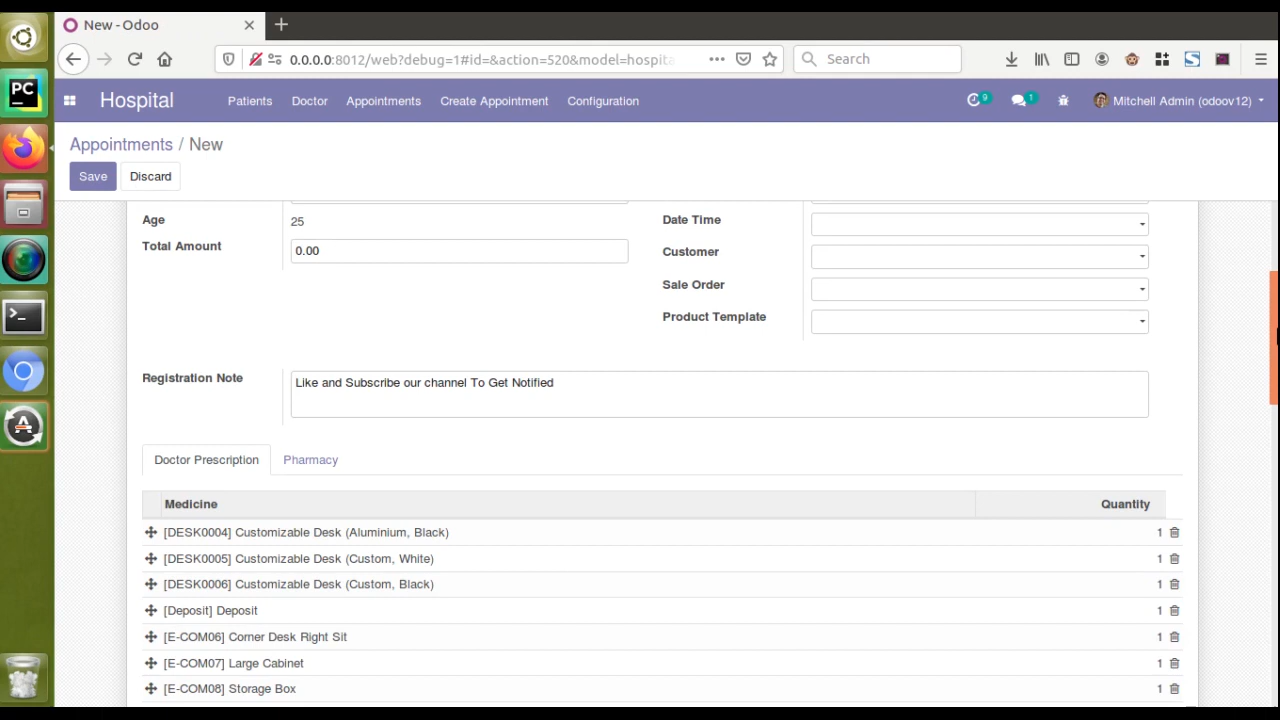 New - Odoo
0.0.0.0:8012/web?debug=1#id=&action=520&model=hospita
Search
PC
Hospital
Patients
Doctor
Appointments
Create Appointment
Configuration
9
1
Mitchell Admin (odoov12)
Appointments / New
Save
Discard
Age
25
Date Time
Total Amount
0.00
Customer
Sale Order
Product Template
Registration Note
Like and Subscribe our channel To Get Notified
Doctor Prescription
Pharmacy
Medicine
Quantity
[DESK0004] Customizable Desk (Aluminium, Black) 1
[DESK0005] Customizable Desk (Custom, White) 1
[DESK0006] Customizable Desk (Custom, Black) 1
[Deposit] Deposit 1
[E-COM06] Corner Desk Right Sit 1
[E-COM07] Large Cabinet 1
[E-COM08] Storage Box 1